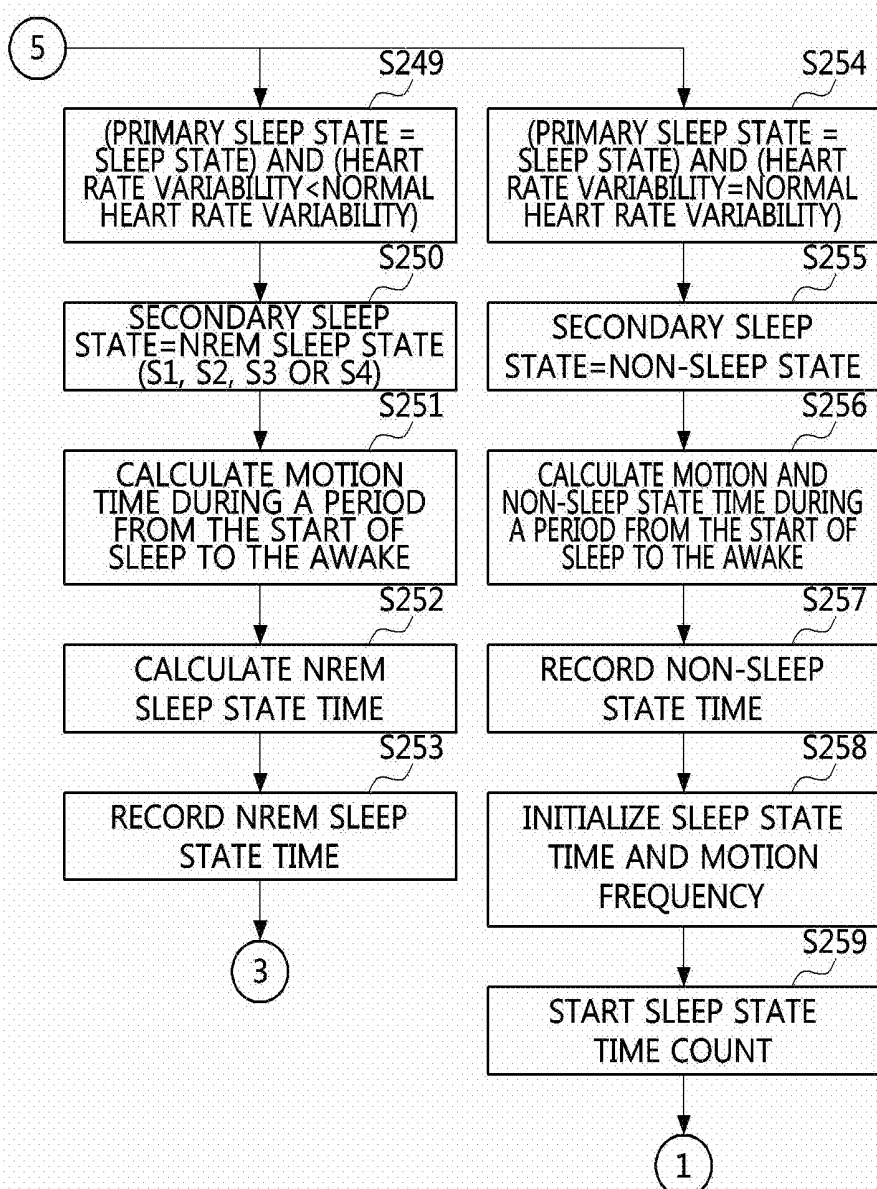 5
S249
(PRIMARY SLEEP STATE =
SLEEP STATE) AND (HEART
RATE VARIABILITY<NORMAL
HEART RATE VARIABILITY)
S250
SECONDARY SLEEP
STATE=NREM SLEEP STATE
(S1, S2, S3 OR S4)
S251
CALCULATE MOTION
TIME DURING A PERIOD
FROM THE START OF
SLEEP TO THE AWAKE
S252
CALCULATE NREM
SLEEP STATE TIME
S253
RECORD NREM SLEEP
STATE TIME
3
S254
(PRIMARY SLEEP STATE =
SLEEP STATE) AND (HEART
RATE VARIABILITY=NORMAL
HEART RATE VARIABILITY)
S255
SECONDARY SLEEP
STATE=NON-SLEEP STATE
S256
CALCULATE MOTION AND
NON-SLEEP STATE TIME DURING
A PERIOD FROM THE START OF
SLEEP TO THE AWAKE
S257
RECORD NON-SLEEP
STATE TIME
S258
INITIALIZE SLEEP STATE
TIME AND MOTION
FREQUENCY
S259
START SLEEP STATE
TIME COUNT
1